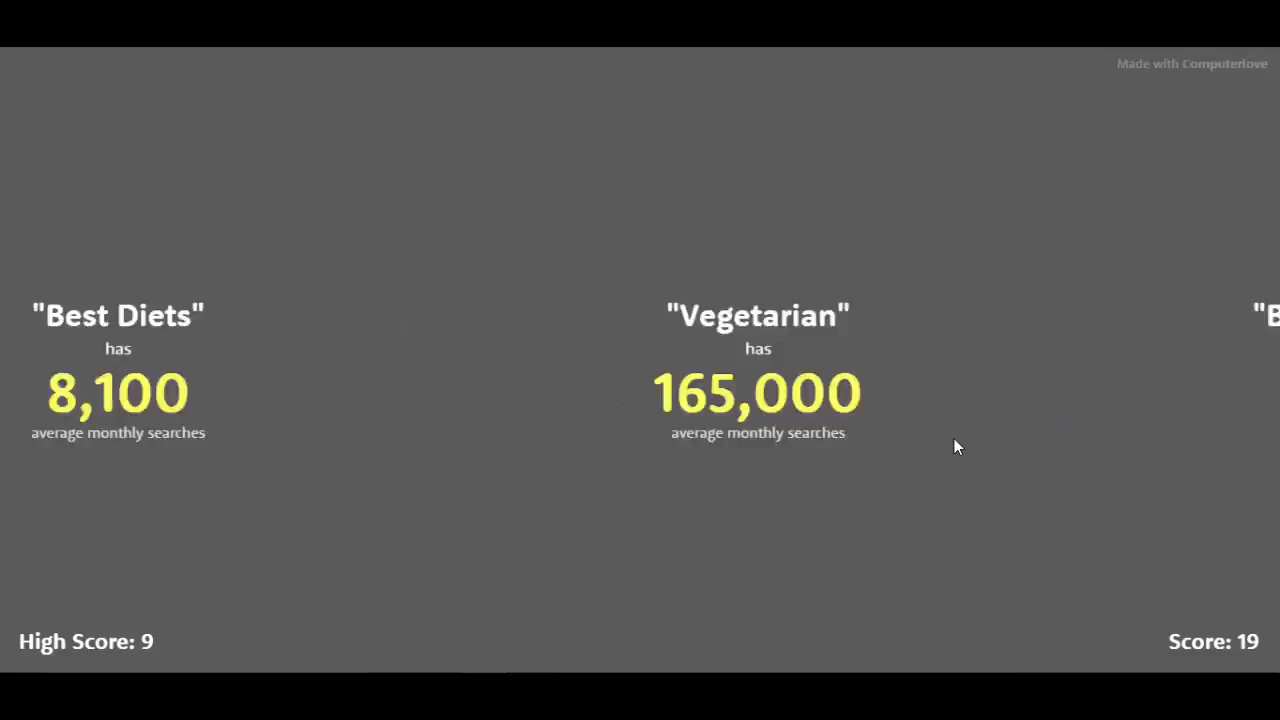 Made with Computerlove
"Best Diets"
has
8,100
average monthly searches
"Vegetarian"
has
165,000
average monthly searches
"B
High Score: 9
Score: 19